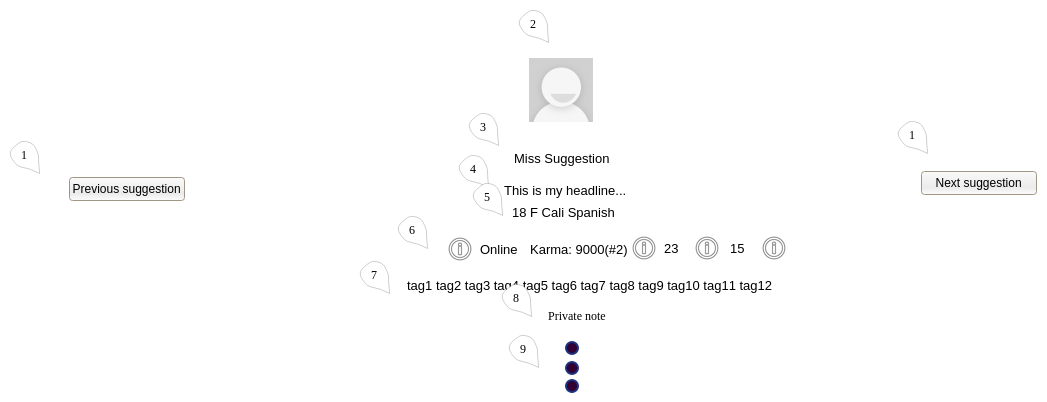 2
3
1
1
Miss Suggestion
4
Previous suggestion
Next suggestion
This is my headline...
5
18 F Cali Spanish
6
Online Karma: 9000(#2) 23 15
7
tag1 tag2 tag3 tag4 tag5 tag6 tag7 tag8 tag9 tag10 tag11 tag12
8
Private note
9